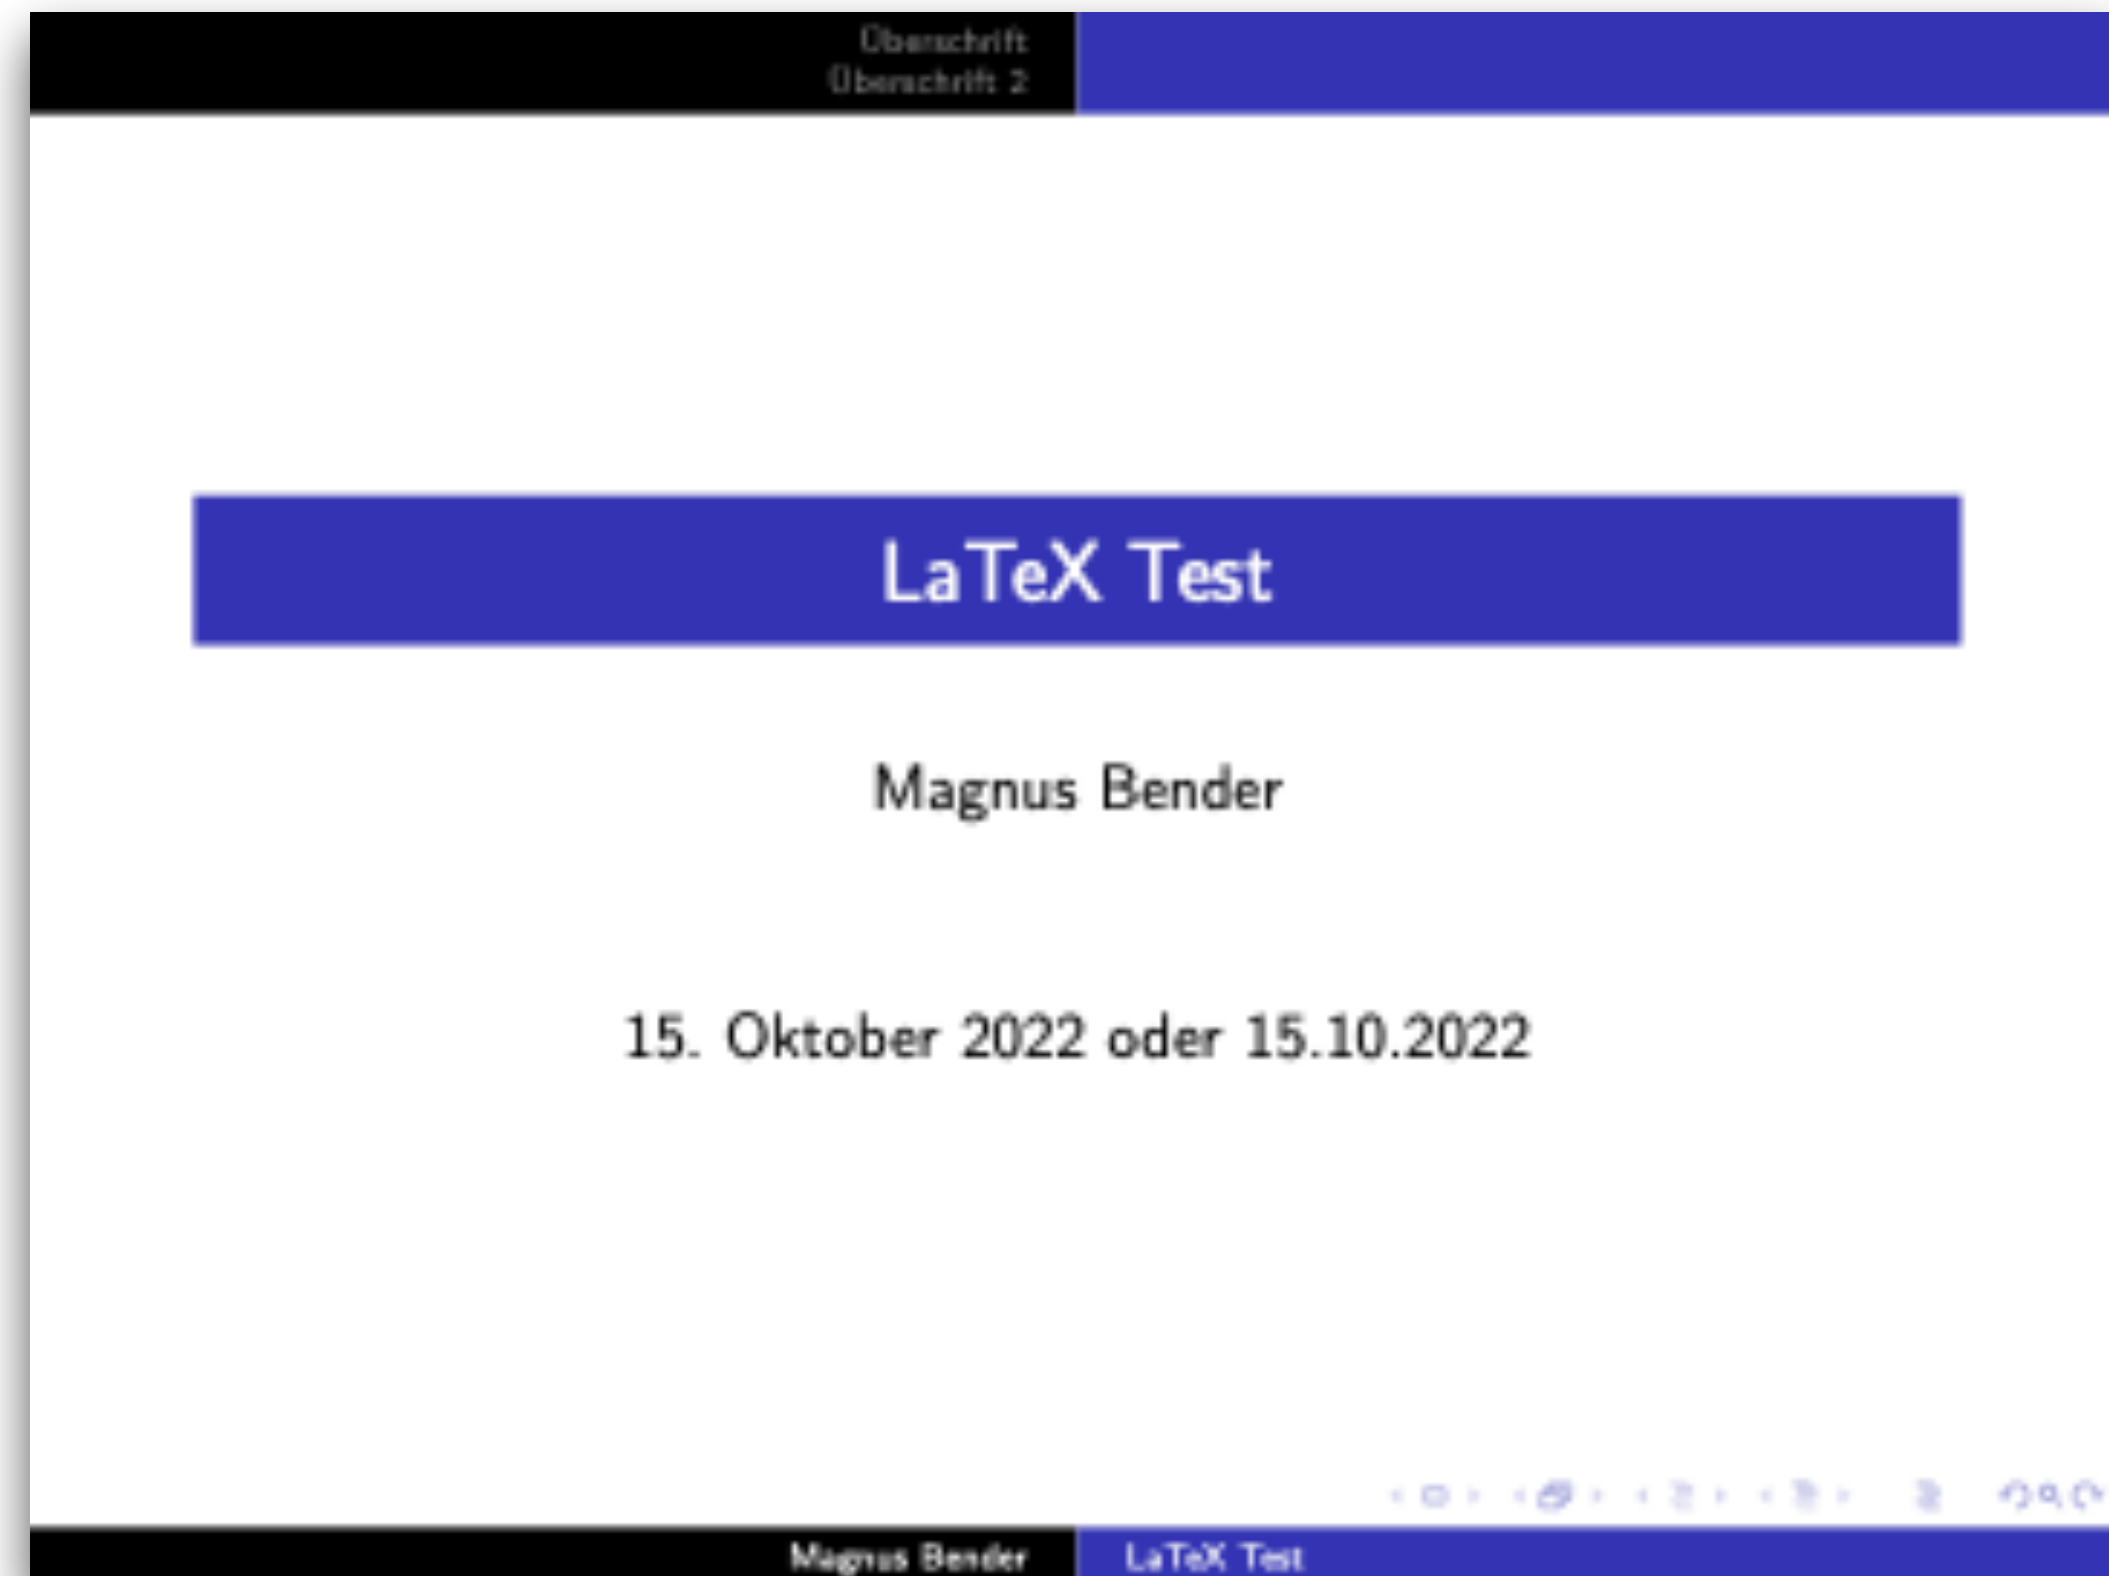 Überschrift
Überschrift 2
LaTeX Test
Magnus Bender
15. Oktober 2022 oder 15.10.2022
Magnus Bender
LaTeX Test